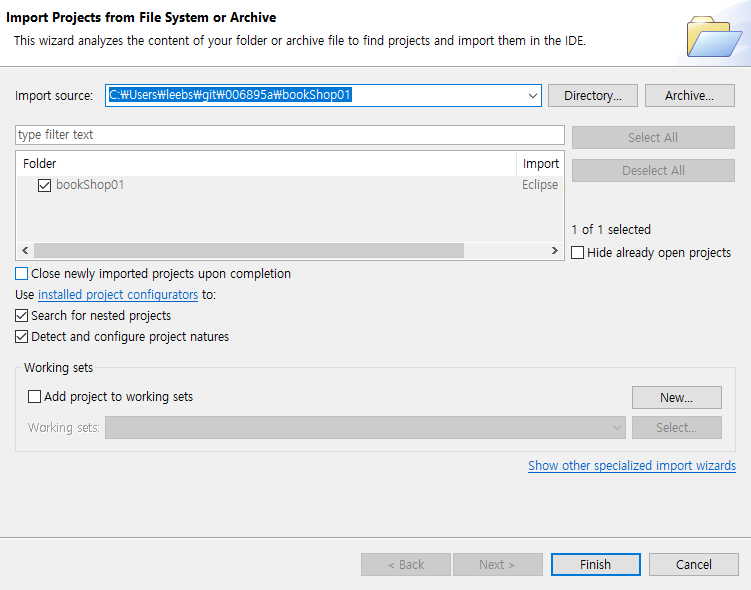 Import Projects from File System or Archive
This wizard analyzes the content of your folder or archive file to find projects and import them in the IDE.
Import source: C:₩Users₩leebs₩git₩006895a₩bookShop01 Directory... Archive...
type filter text Select All
Folder Import
Deselect All
bookShop01 Eclipse
1 of 1 selected
Hide already open projects
Close newly imported projects upon completion
Use installed project configurators to:
Search for nested projects
Detect and configure project natures
Working sets
Add project to working sets New...
Working sets: Select...
Show other specialized import wizards
< Back Next > Finish Cancel